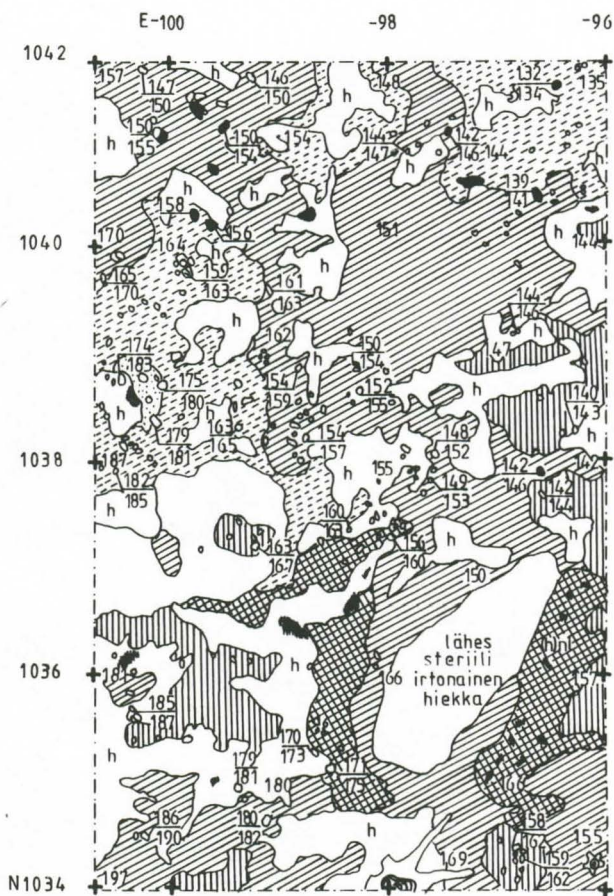 E-100 -98 -96
1042
157 147 h 146 148 132 135
150 150 h N134
150 150 154 144 142 h
155 154 147 146 144
h h h 139 h
158 141
170 164 156 151 144
1040
165 159 h 161
170 163 163 144
h 162 150 146
174 h 154 h
183 175 154 152 47
180 159 155 h 140
h h 143
179 163 154 148 h
181 165 157 152
1038
187 h 155 142 142
182 149 146 142
185 160 153 144
h h h
163 160 150
167
lähes
steriili
irtonainen
hiekka
1036
h 66 157
185
187
h 170
179 173 171
181 180 175
186 180 h 158 155
190 182 162
169 159
162
N1034
197 h